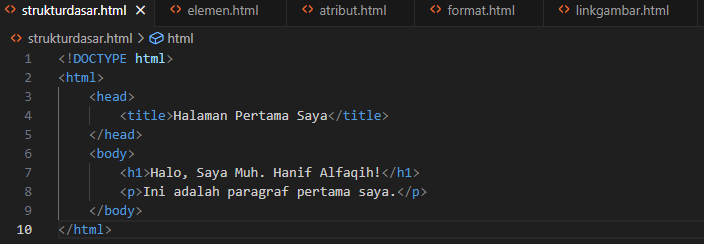 strukturdasar.html × elemen.html atribut.html format.html linkgambar.html
strukturdasar.html > html
1 <!DOCTYPE html>
2 <html>
3 <head>
4 <title>Halaman Pertama Saya</title>
5 </head>
6 <body>
7 <h1>Halo, Saya Muh. Hanif Alfaqih!</h1>
8 <p>Ini adalah paragraf pertama saya.</p>
9 </body>
10 </html>